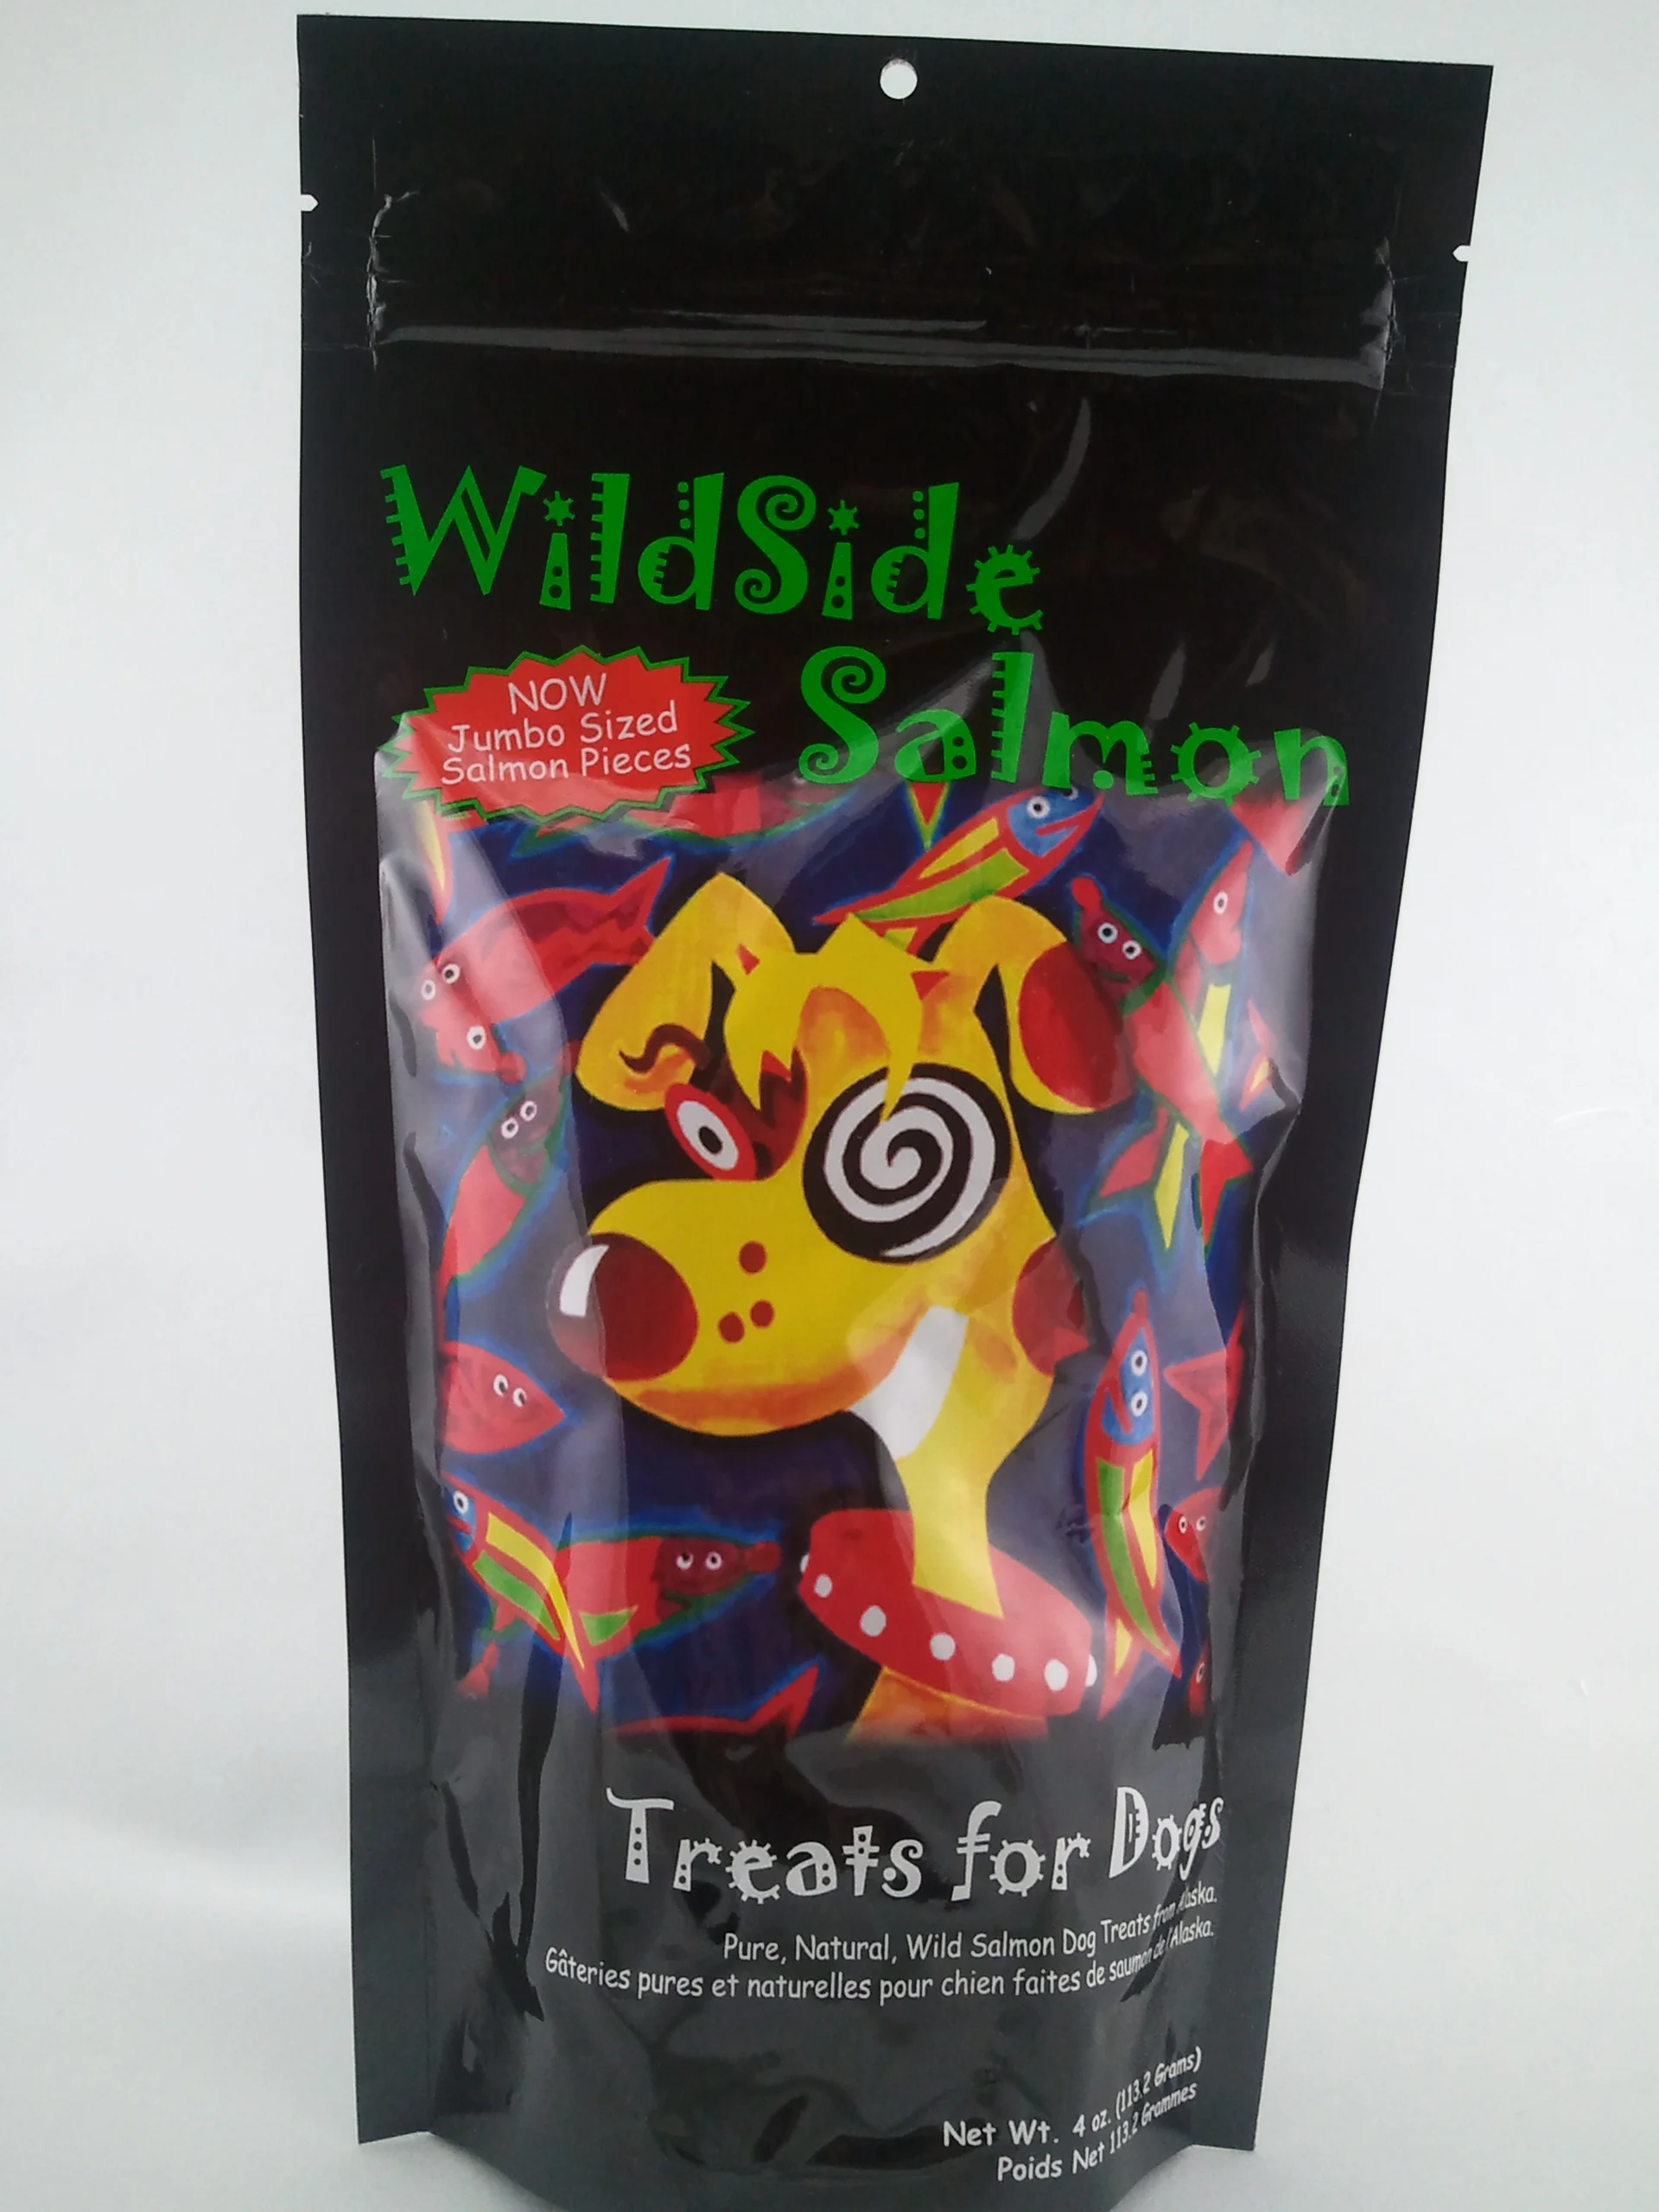 WildSide
Salmon
NOW
Jumbo Sized
Salmon Pieces
Treats for Dogs
Pure, Natural, Wild Salmon Dog Treats from Alaska.
Gâteries pures et naturelles pour chien faites de saumon de l'Alaska.
Net Wt. 4 oz. (113.2 Grams)
Poids Net 113.2 Grammes